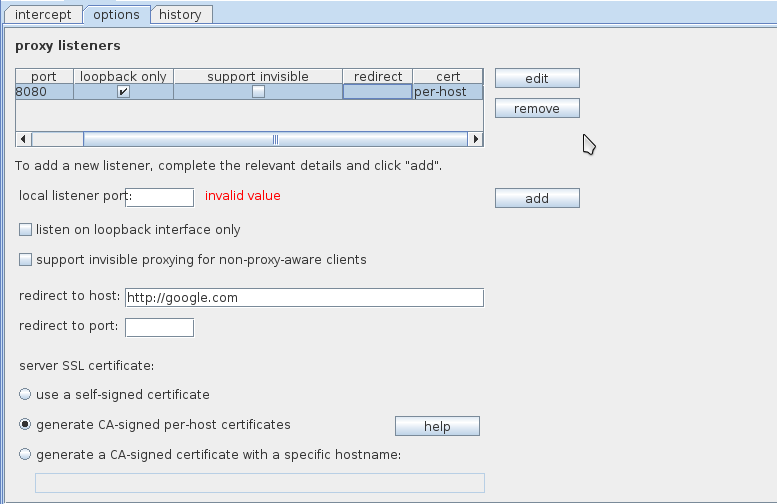 intercept options history
proxy listeners
port loopback only support invisible redirect cert
8080 per-host
edit
remove
To add a new listener, complete the relevant details and click "add".
local listener port: invalid value add
listen on loopback interface only
support invisible proxying for non-proxy-aware clients
redirect to host: http://google.com
redirect to port:
server SSL certificate:
use a self-signed certificate
generate CA-signed per-host certificates help
generate a CA-signed certificate with a specific hostname: